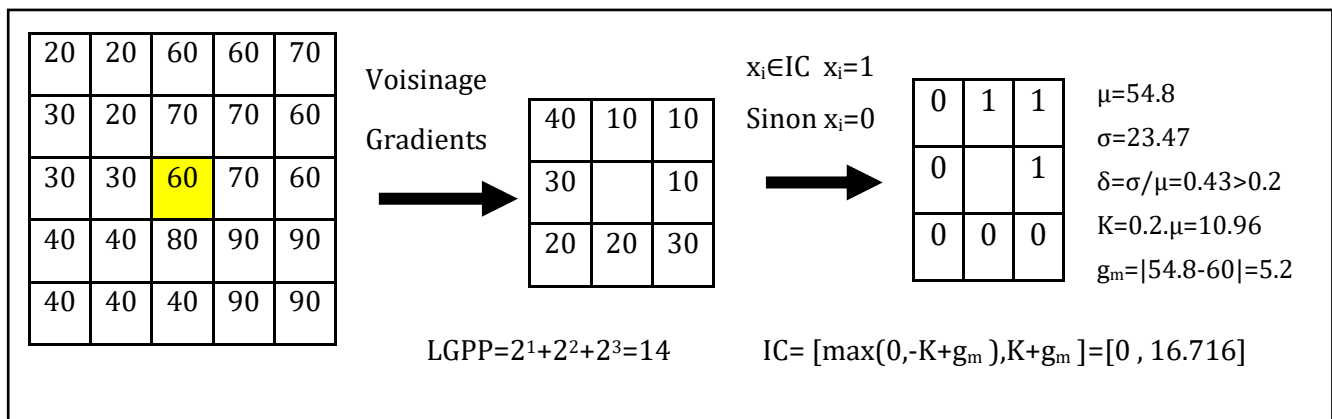 20 20 60 60 70
30 20 70 70 60
30 30 60 70 60
40 40 80 90 90
40 40 40 90 90
Voisinage
Gradients
40 10 10
30 10
20 20 30
xᵢ∈IC xᵢ=1
Sinon xᵢ=0
0 1 1
0 1
0 0 0
μ=54.8
σ=23.47
δ=σ/μ=0.43>0.2
K=0.2.μ=10.96
gₘ=|54.8-60|=5.2
LGPP=2¹+2²+2³=14
IC= [max(0,-K+gₘ ),K+gₘ ]=[0 , 16.716]